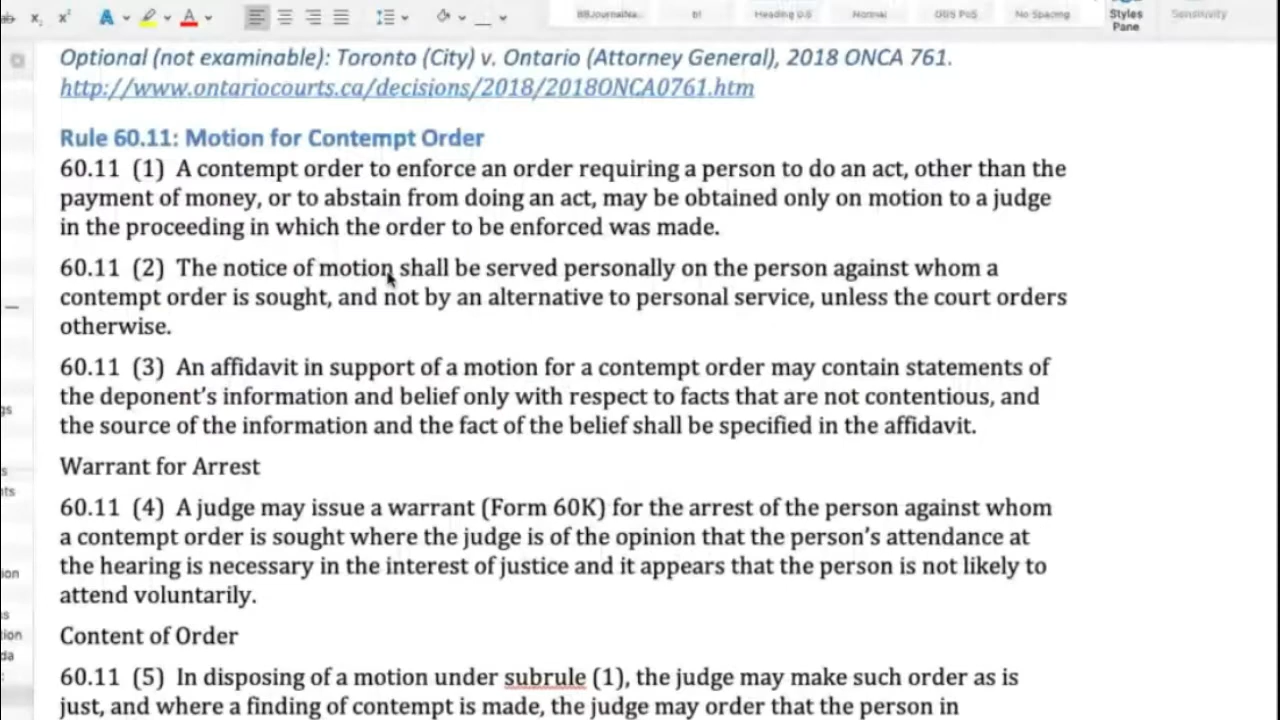 Heading DS
Normal
No Spacing
Styles
Pane
Sensitivity
Optional (not examinable): Toronto (City) v. Ontario (Attorney General), 2018 ONCA 761.
http://www.ontariocourts.ca/decisions/2018/2018ONCA0761.htm
Rule 60.11: Motion for Contempt Order
60.11 (1) A contempt order to enforce an order requiring a person to do an act, other than the
payment of money, or to abstain from doing an act, may be obtained only on motion to a judge
in the proceeding in which the order to be enforced was made.
60.11 (2) The notice of motion shall be served personally on the person against whom a
contempt order is sought, and not by an alternative to personal service, unless the court orders
otherwise.
60.11 (3) An affidavit in support of a motion for a contempt order may contain statements of
the deponent's information and belief only with respect to facts that are not contentious, and
the source of the information and the fact of the belief shall be specified in the affidavit.
Warrant for Arrest
60.11 (4) A judge may issue a warrant (Form 60K) for the arrest of the person against whom
a contempt order is sought where the judge is of the opinion that the person's attendance at
the hearing is necessary in the interest of justice and it appears that the person is not likely to
attend voluntarily.
Content of Order
60.11 (5) In disposing of a motion under subrule (1), the judge may make such order as is
just, and where a finding of contempt is made, the judge may order that the person in